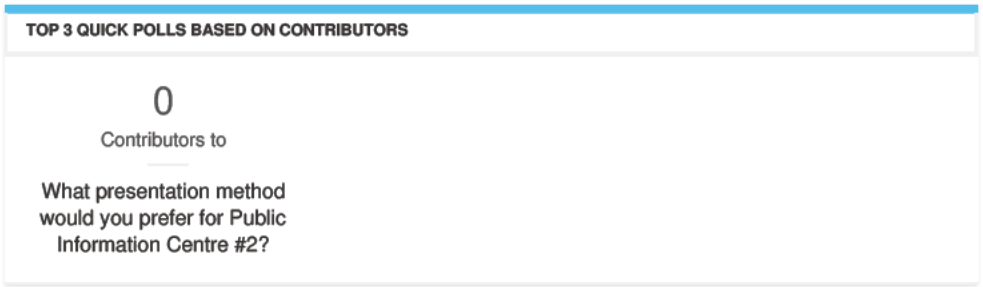 TOP 3 QUICK POLLS BASED ON CONTRIBUTORS
0
Contributors to
What presentation method
would you prefer for Public
Information Centre #2?